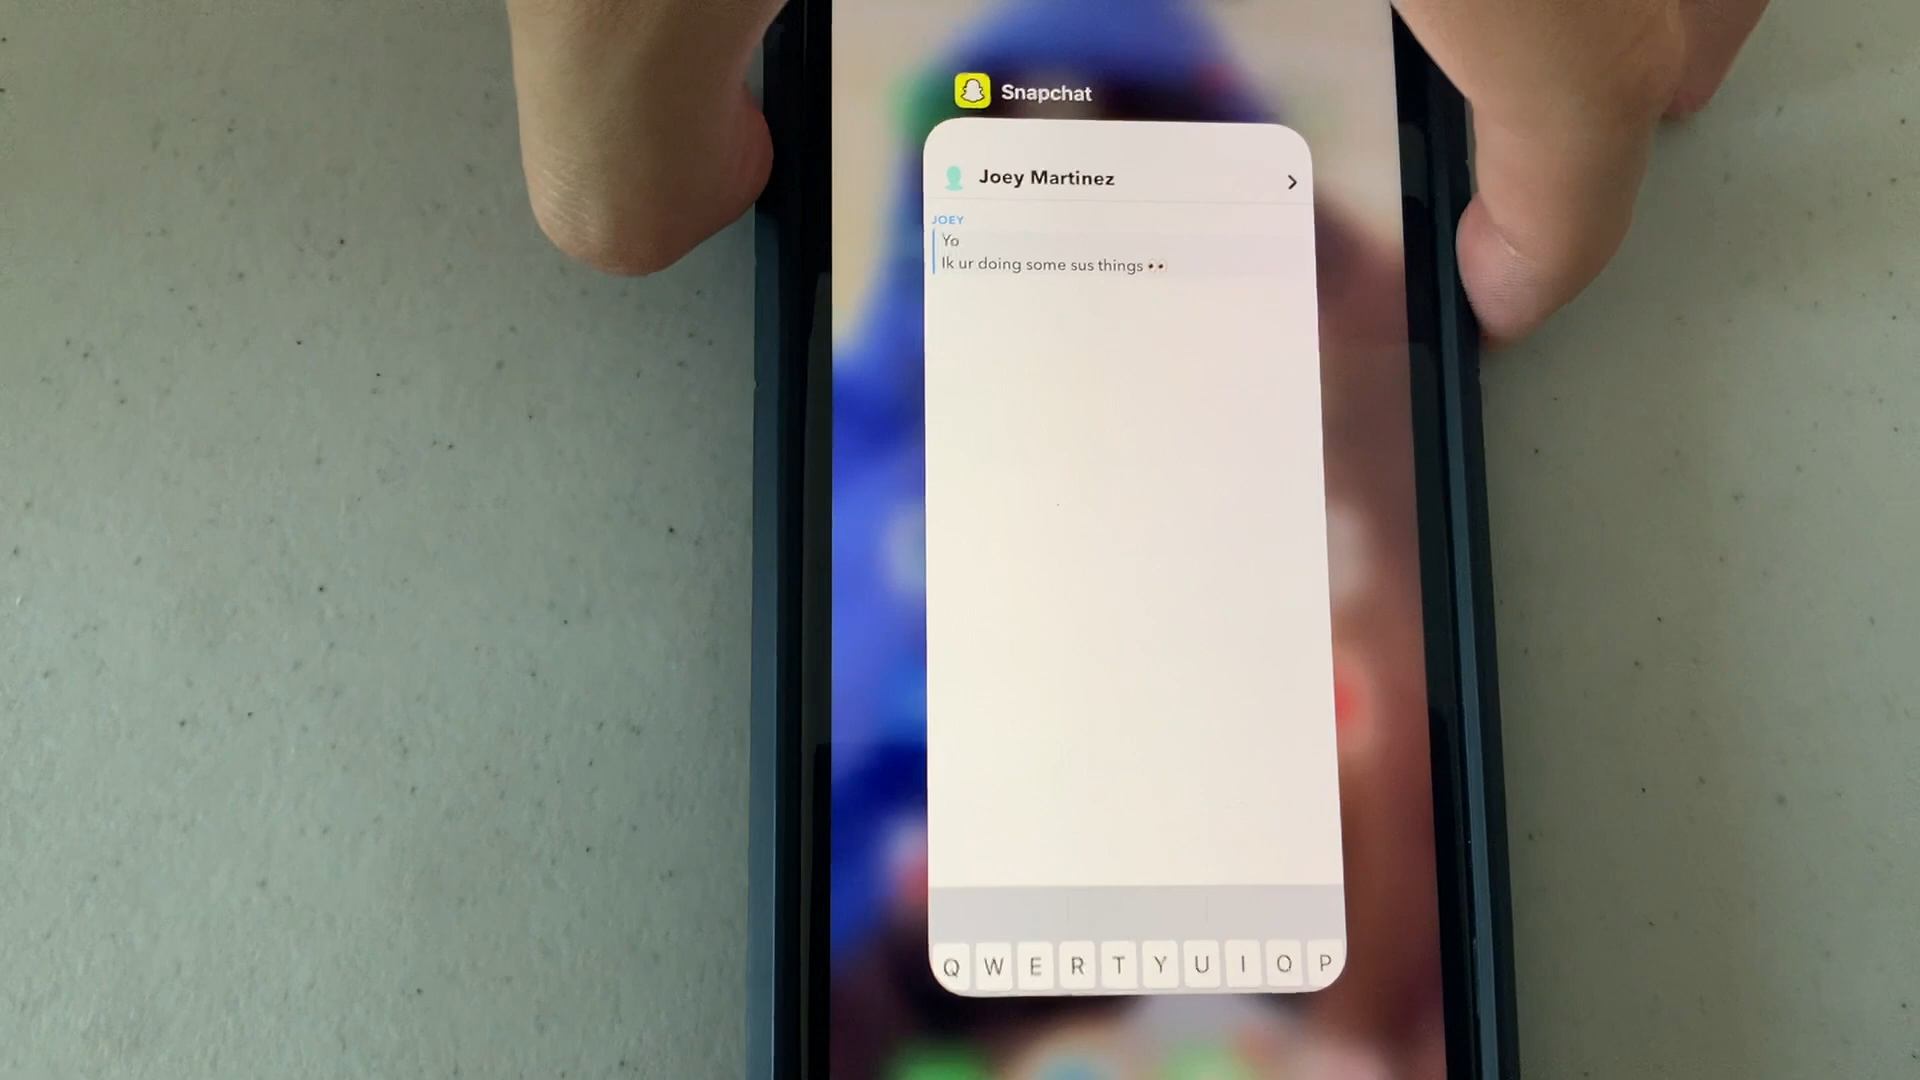 Snapchat
Joey Martinez
JOEY
Yo
Ik ur doing some sus things 👀
Q W E R T Y U I O P